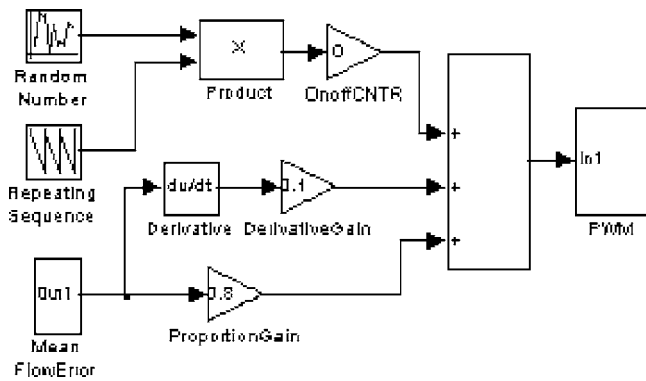 Random
Number
X
Product
0
OnoffCNTR
Repeating
Sequence
du/dt
Derivative
0.1
DerivativeGain
+
+
+
In1
PWM
Out1
Mean
FlowError
0.8
ProportionGain